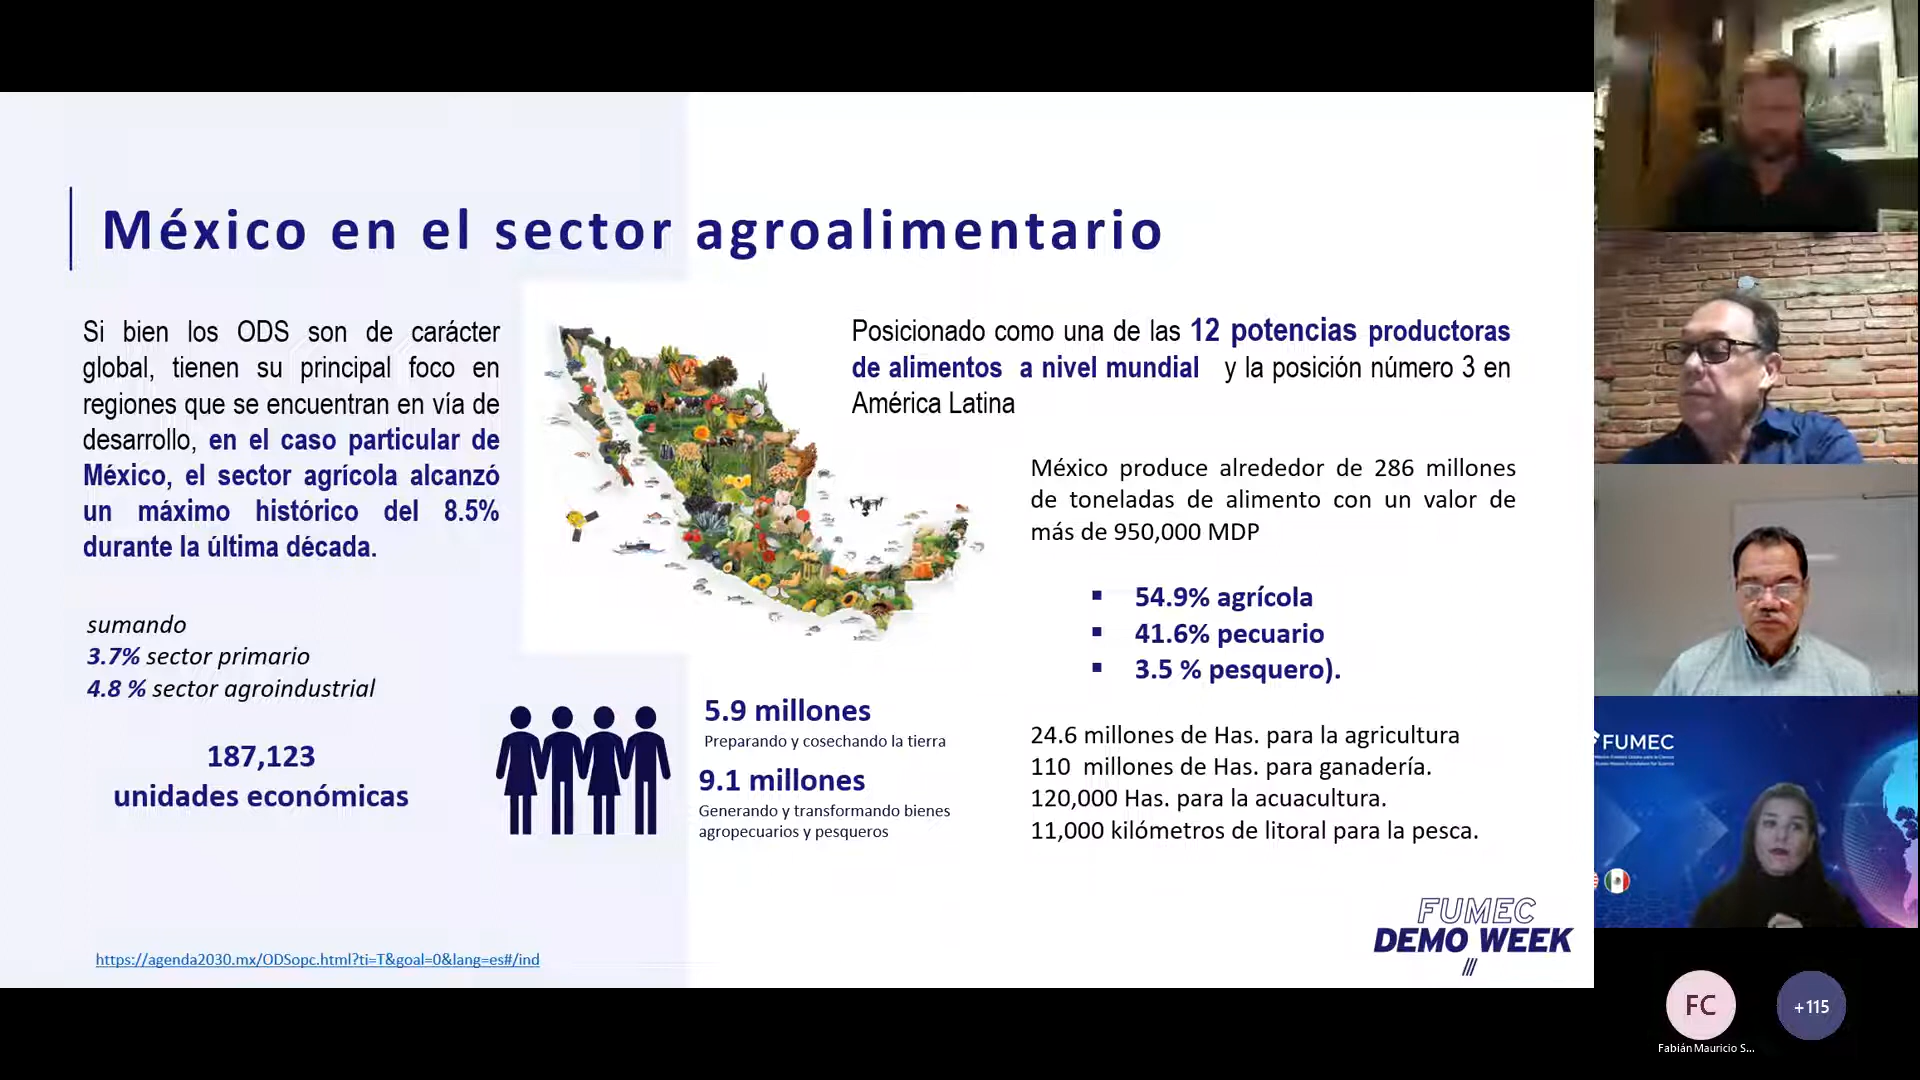 México en el sector agroalimentario
Si bien los ODS son de carácter
global, tienen su principal foco en
regiones que se encuentran en vía de
desarrollo, en el caso particular de
México, el sector agrícola alcanzó
un máximo histórico del 8.5%
durante la última década.
sumando
3.7% sector primario
4.8 % sector agroindustrial
187,123
unidades económicas
5.9 millones
Preparando y cosechando la tierra
9.1 millones
Generando y transformando bienes
agropecuarios y pesqueros
Posicionado como una de las 12 potencias productoras
de alimentos a nivel mundial y la posición número 3 en
América Latina
México produce alrededor de 286 millones
de toneladas de alimento con un valor de
más de 950,000 MDP
▪ 54.9% agrícola
▪ 41.6% pecuario
▪ 3.5 % pesquero).
24.6 millones de Has. para la agricultura
110 millones de Has. para ganadería.
120,000 Has. para la acuacultura.
11,000 kilómetros de litoral para la pesca.
https://agenda2030.mx/ODSopc.html?ti=T&goal=0&lang=es#/ind
FUMEC
DEMO WEEK
///
FUMEC
FC
+115
Fabián Mauricio S...